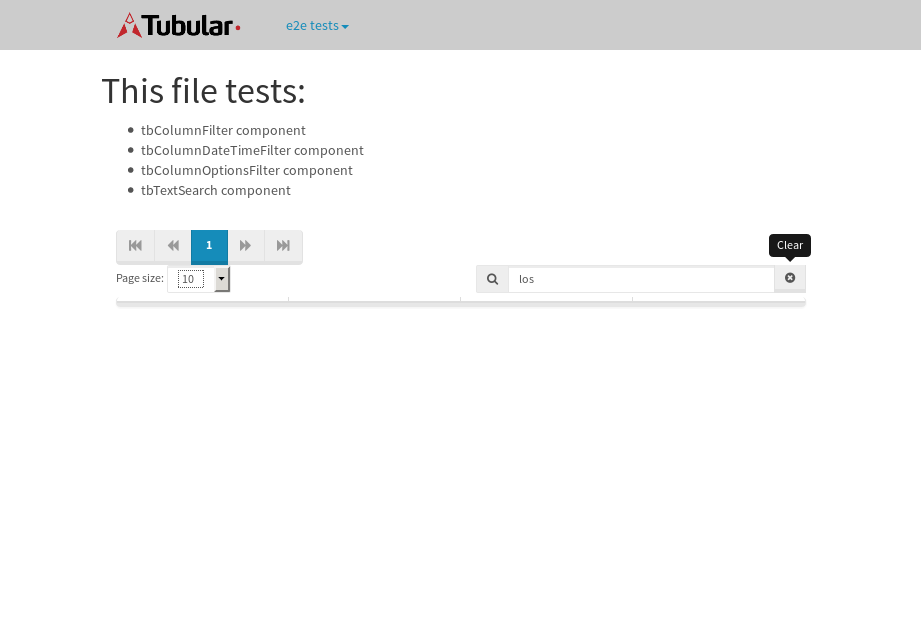 Tubular
e2e tests
This file tests:
tbColumnFilter component
tbColumnDateTimeFilter component
tbColumnOptionsFilter component
tbTextSearch component
1
Clear
Page size: 10
los